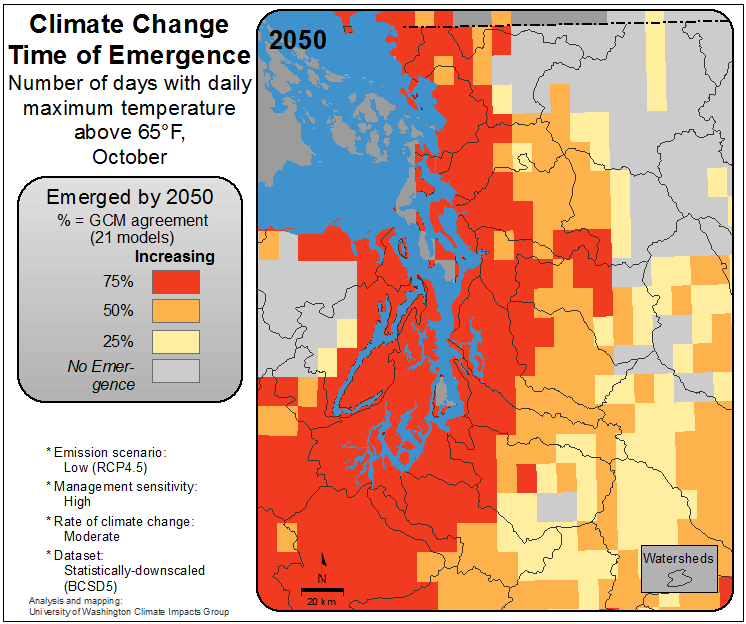 Climate Change
Time of Emergence
Number of days with daily
maximum temperature
above 65°F,
October
Emerged by 2050
% = GCM agreement
(21 models)
Increasing
75%
50%
25%
No Emer-
gence
* Emission scenario:
Low (RCP4.5)
* Management sensitivity:
High
* Rate of climate change:
Moderate
* Dataset:
Statistically-downscaled
(BCSD5)
Analysis and mapping:
University of Washington Climate Impacts Group
2050
N
20 km
Watersheds